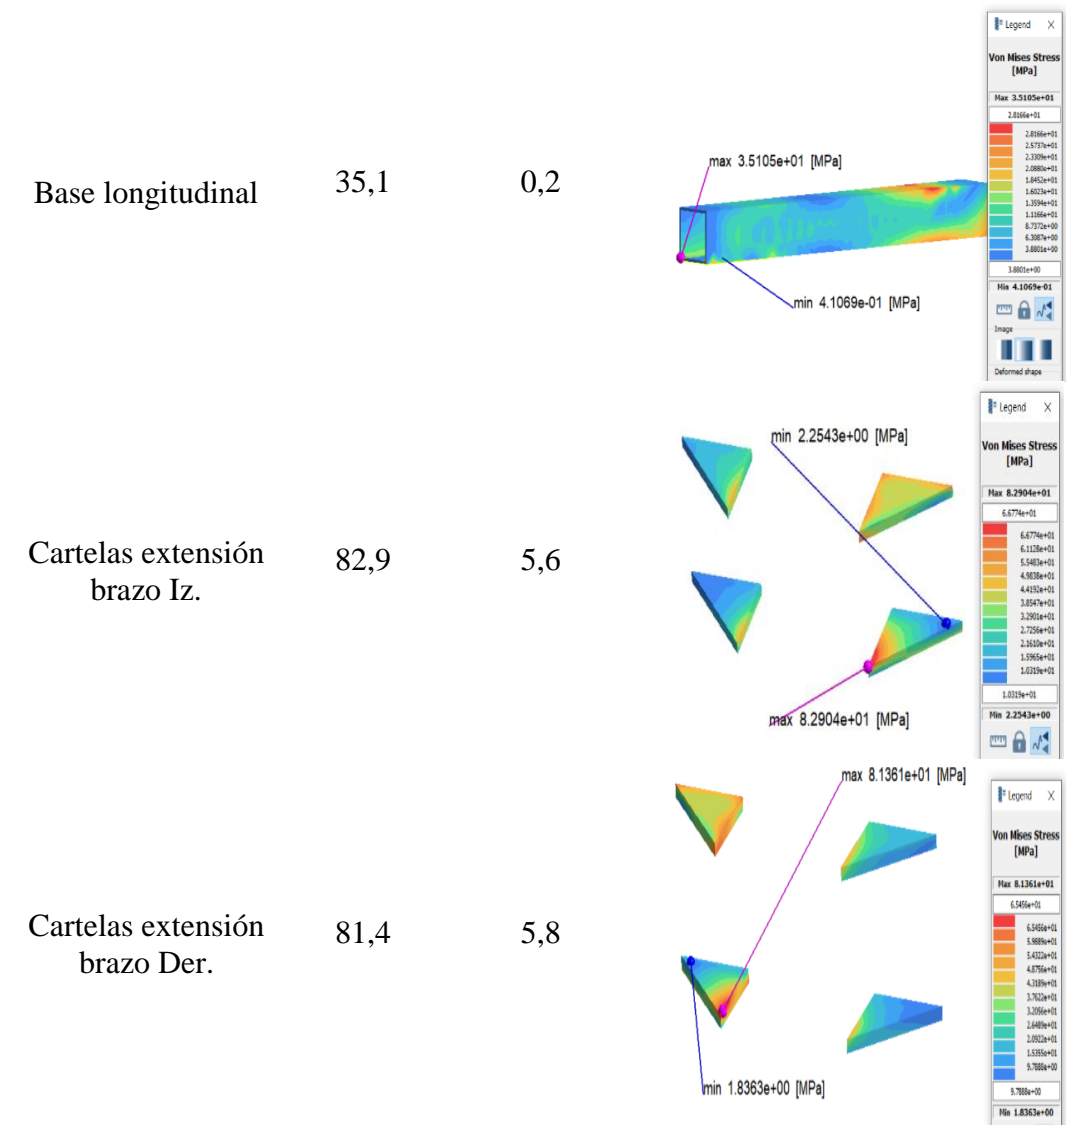 Legend X
Von Mises Stress
[MPa]
Max 3.5105e+01
2.8166e+01
2.8166e+01
2.5737e+01
2.3309e+01
2.0880e+01
1.8452e+01
1.6023e+01
1.3594e+01
1.1166e+01
8.7372e+00
6.3087e+00
3.8801e+00
3.8801e+00
Min 4.1069e-01
Image
Deformed shape
Base longitudinal 35,1 0,2
max 3.5105e+01 [MPa]
min 4.1069e-01 [MPa]
Legend X
Von Mises Stress
[MPa]
Max 8.2904e+01
6.6774e+01
6.6774e+01
6.1128e+01
5.5483e+01
4.9838e+01
4.4192e+01
3.8547e+01
3.2901e+01
2.7256e+01
2.1610e+01
1.5965e+01
1.0319e+01
1.0319e+01
Min 2.2543e+00
Cartelas extensión
brazo Iz.
82,9 5,6
min 2.2543e+00 [MPa]
max 8.2904e+01 [MPa]
Legend X
Von Mises Stress
[MPa]
Max 8.1361e+01
6.5456e+01
6.5456e+01
5.9889e+01
5.4322e+01
4.8756e+01
4.3189e+01
3.7622e+01
3.2056e+01
2.6489e+01
2.0922e+01
1.5355e+01
9.7888e+00
9.7888e+00
Min 1.8363e+00
Cartelas extensión
brazo Der.
81,4 5,8
max 8.1361e+01 [MPa]
min 1.8363e+00 [MPa]